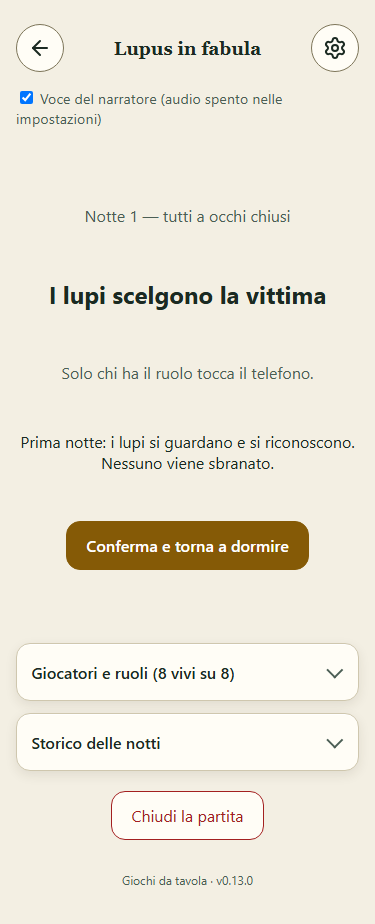 Lupus in fabula
Voce del narratore (audio spento nelle
impostazioni)
Notte 1 — tutti a occhi chiusi
I lupi scelgono la vittima
Solo chi ha il ruolo tocca il telefono.
Prima notte: i lupi si guardano e si riconoscono.
Nessuno viene sbranato.
Conferma e torna a dormire
Giocatori e ruoli (8 vivi su 8)
Storico delle notti
Chiudi la partita
Giochi da tavola · v0.13.0